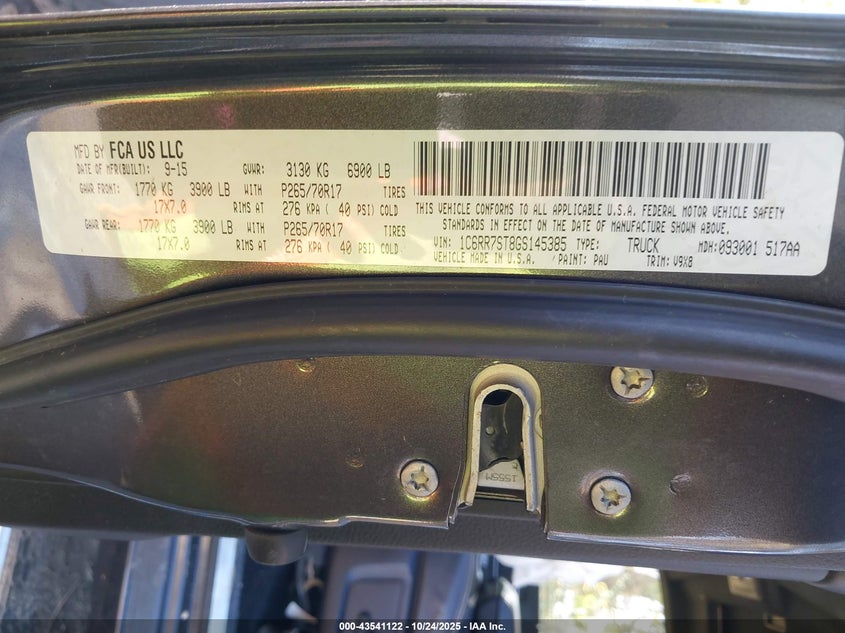 MFD BY FCA US LLC
DATE OF MFR(BUILT): 9-15 GVWR: 3130 KG 6900 LB
GAWR FRONT: 1770 KG 3900 LB WITH P265/70R17 TIRES
17X7.0 RIMS AT 276 KPA ( 40 PSI) COLD
GAWR REAR: 1770 KG 3900 LB WITH P265/70R17 TIRES
17X7.0 RIMS AT 276 KPA ( 40 PSI) COLD
THIS VEHICLE CONFORMS TO ALL APPLICABLE U.S.A. FEDERAL MOTOR VEHICLE SAFETY
STANDARDS IN EFFECT ON THE DATE OF MANUFACTURE SHOWN ABOVE.
VIN: 1C6RR7ST8GS145385 TYPE: TRUCK MDH:093001 517AA
VEHICLE MADE IN U.S.A. PAINT: PAU TRIM: V9X8
1555M
000-43541122 - 10/24/2025 - IAA Inc.